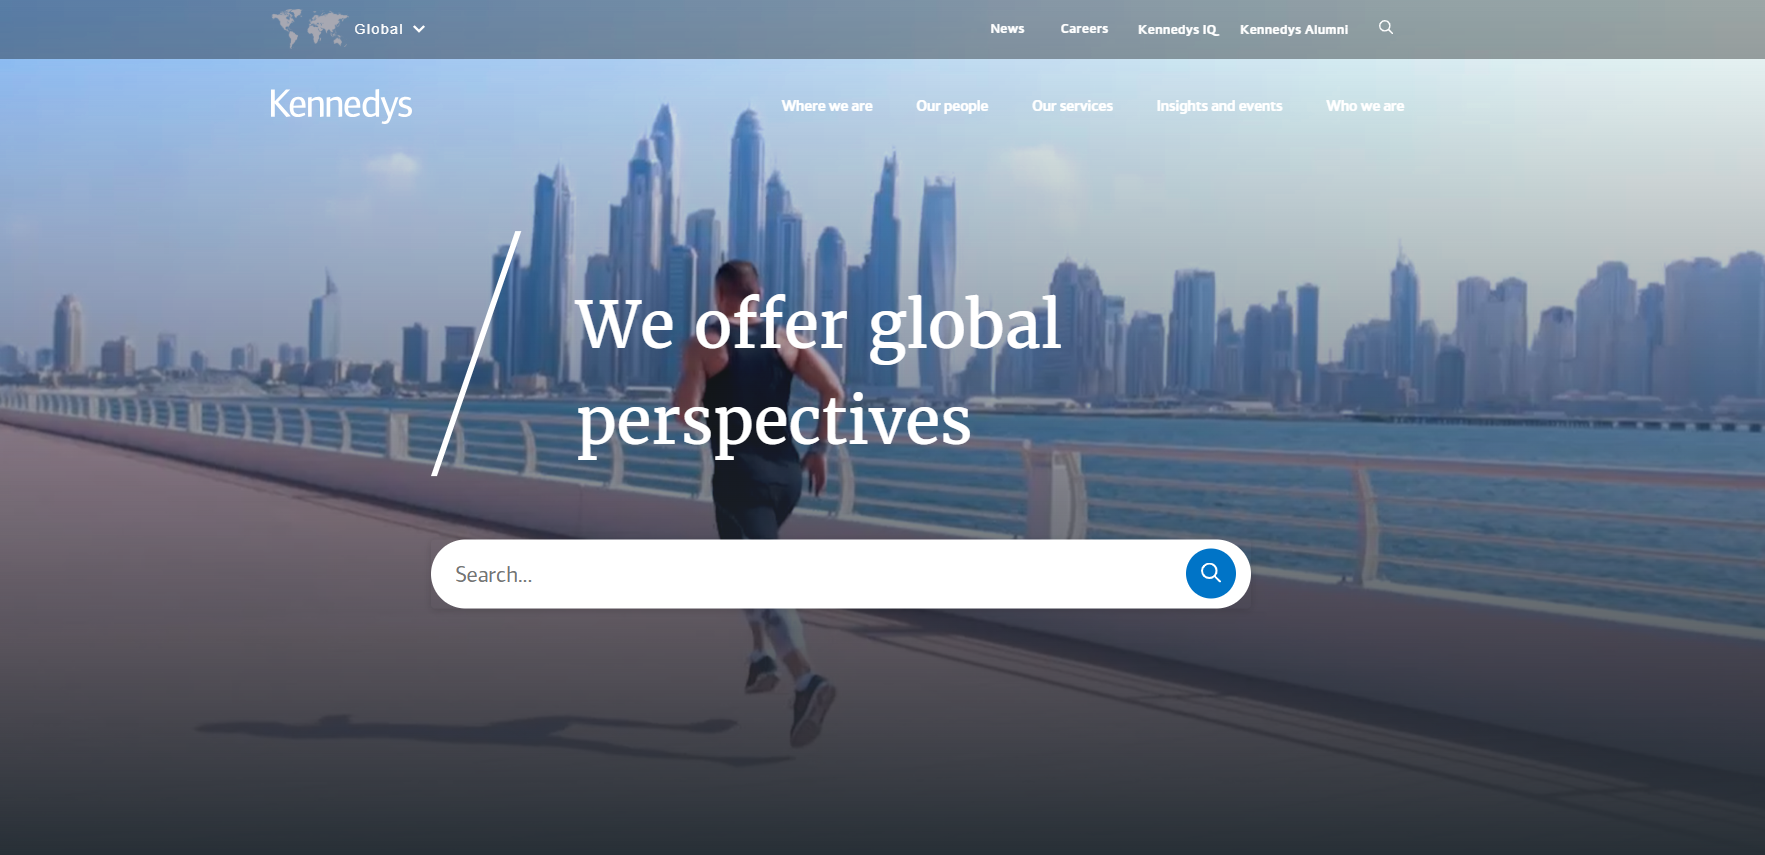 Global
News
Careers
Kennedys IQ
Kennedys Alumni
Kennedys
Where we are
Our people
Our services
Insights and events
Who we are
We offer global
perspectives
Search...